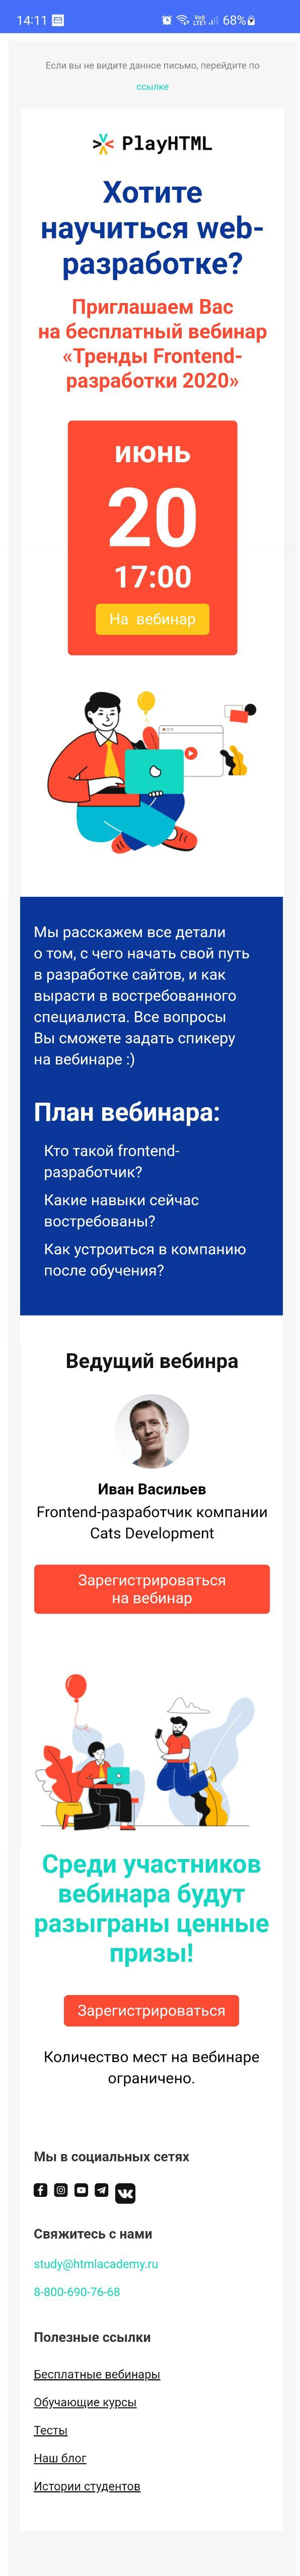 14:11
Vo))
LTE1
68%
Если вы не видите данное письмо, перейдите по
ссылке
PlayHTML
Хотите
научиться web-
разработке?
Приглашаем Вас
на бесплатный вебинар
«Тренды Frontend-
разработки 2020»
июнь
20
17:00
На вебинар
Мы расскажем все детали
о том, с чего начать свой путь
в разработке сайтов, и как
вырасти в востребованного
специалиста. Все вопросы
Вы сможете задать спикеру
на вебинаре :)
План вебинара:
Кто такой frontend-
разработчик?
Какие навыки сейчас
востребованы?
Как устроиться в компанию
после обучения?
Ведущий вебинра
Иван Васильев
Frontend-разработчик компании
Cats Development
Зарегистрироваться
на вебинар
Среди участников
вебинара будут
разыграны ценные
призы!
Зарегистрироваться
Количество мест на вебинаре
ограничено.
Мы в социальных сетях
Свяжитесь с нами
study@htmlacademy.ru
8-800-690-76-68
Полезные ссылки
Бесплатные вебинары
Обучающие курсы
Тесты
Наш блог
Истории студентов